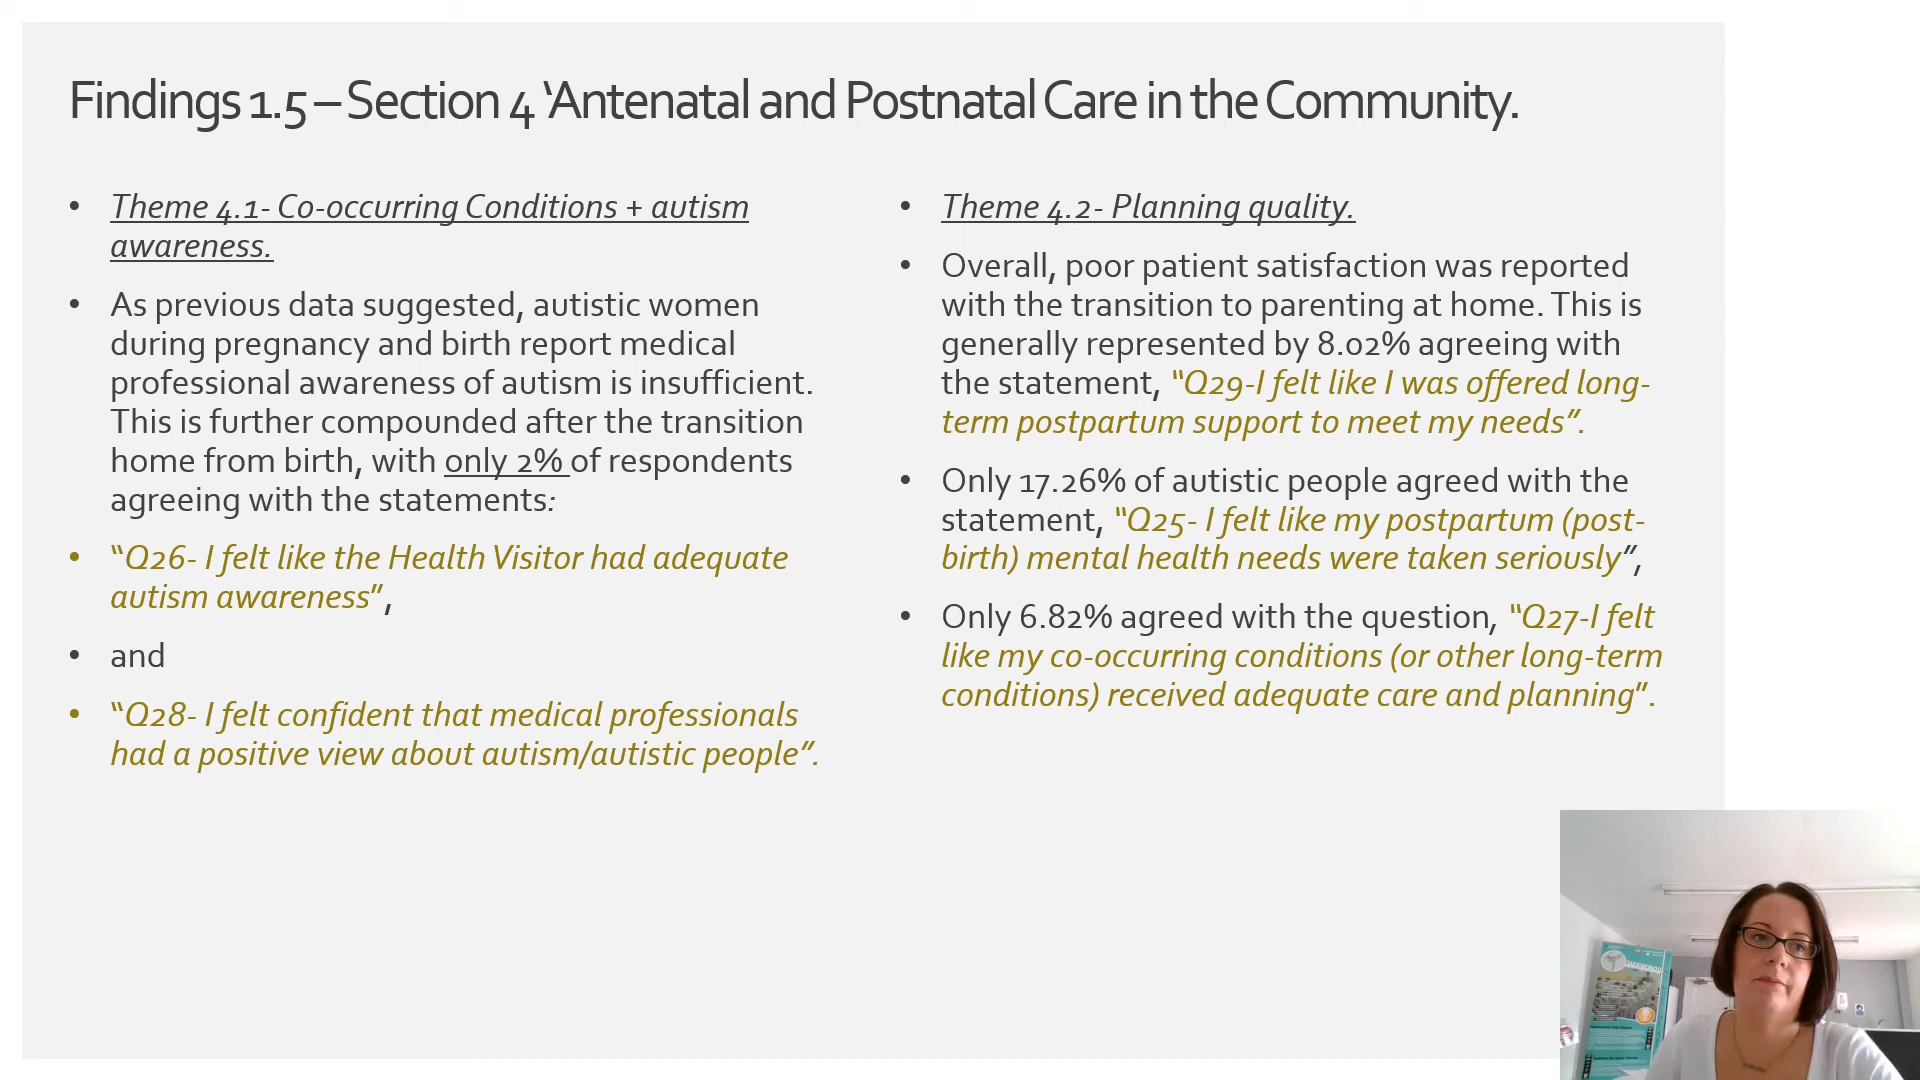 Findings 1.5 – Section 4 ‘Antenatal and Postnatal Care in the Community.
• Theme 4.1- Co-occurring Conditions + autism
awareness.
• As previous data suggested, autistic women
during pregnancy and birth report medical
professional awareness of autism is insufficient.
This is further compounded after the transition
home from birth, with only 2% of respondents
agreeing with the statements:
• “Q26- I felt like the Health Visitor had adequate
autism awareness”,
• and
• “Q28- I felt confident that medical professionals
had a positive view about autism/autistic people”.
• Theme 4.2- Planning quality.
• Overall, poor patient satisfaction was reported
with the transition to parenting at home. This is
generally represented by 8.02% agreeing with
the statement, “Q29-I felt like I was offered long-
term postpartum support to meet my needs”.
• Only 17.26% of autistic people agreed with the
statement, “Q25- I felt like my postpartum (post-
birth) mental health needs were taken seriously”,
• Only 6.82% agreed with the question, “Q27-I felt
like my co-occurring conditions (or other long-term
conditions) received adequate care and planning”.